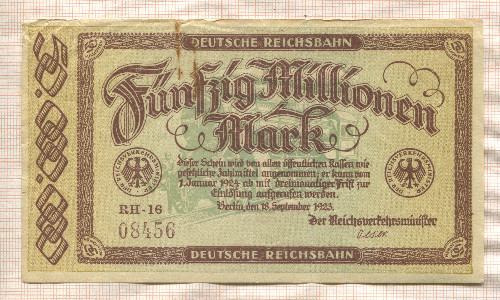 DEUTSCHE REICHSBAHN
Fünfzig Millionen
Mark
Dieser Schein wird von allen öffentlichen Kassen wie
gesetzliche Zahlmittel angenommen; er kann vom
1. Januar 1924 ab mit dreimonatiger Frist zur
Einlösung aufgerufen werden.
Berlin, den 18. September 1923.
Der Reichsverkehrsminister
RH-16
08456
DEUTSCHE REICHSBAHN